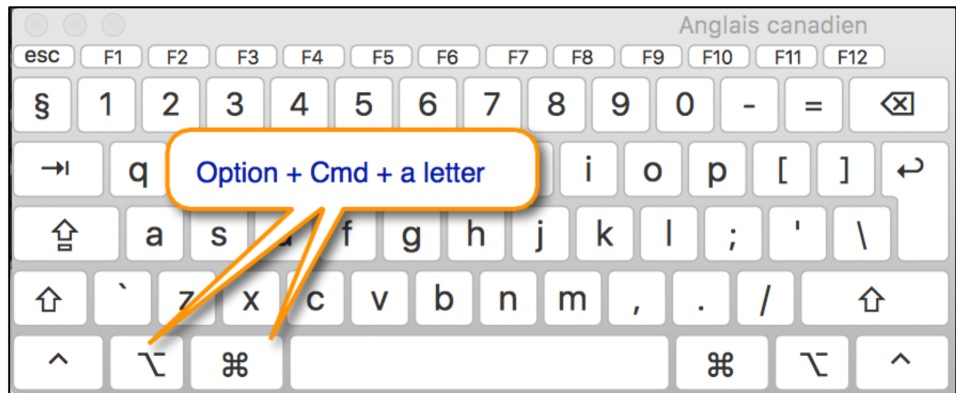 Anglais canadien
esc F1 F2 F3 F4 F5 F6 F7 F8 F9 F10 F11 F12
§ 1 2 3 4 5 6 7 8 9 0 - =
q i o p [ ]
Option + Cmd + a letter
a s d f g h j k l ; ' \
` z x c v b n m , . /
^ ⌥ ⌘ ⌘ ⌥ ^